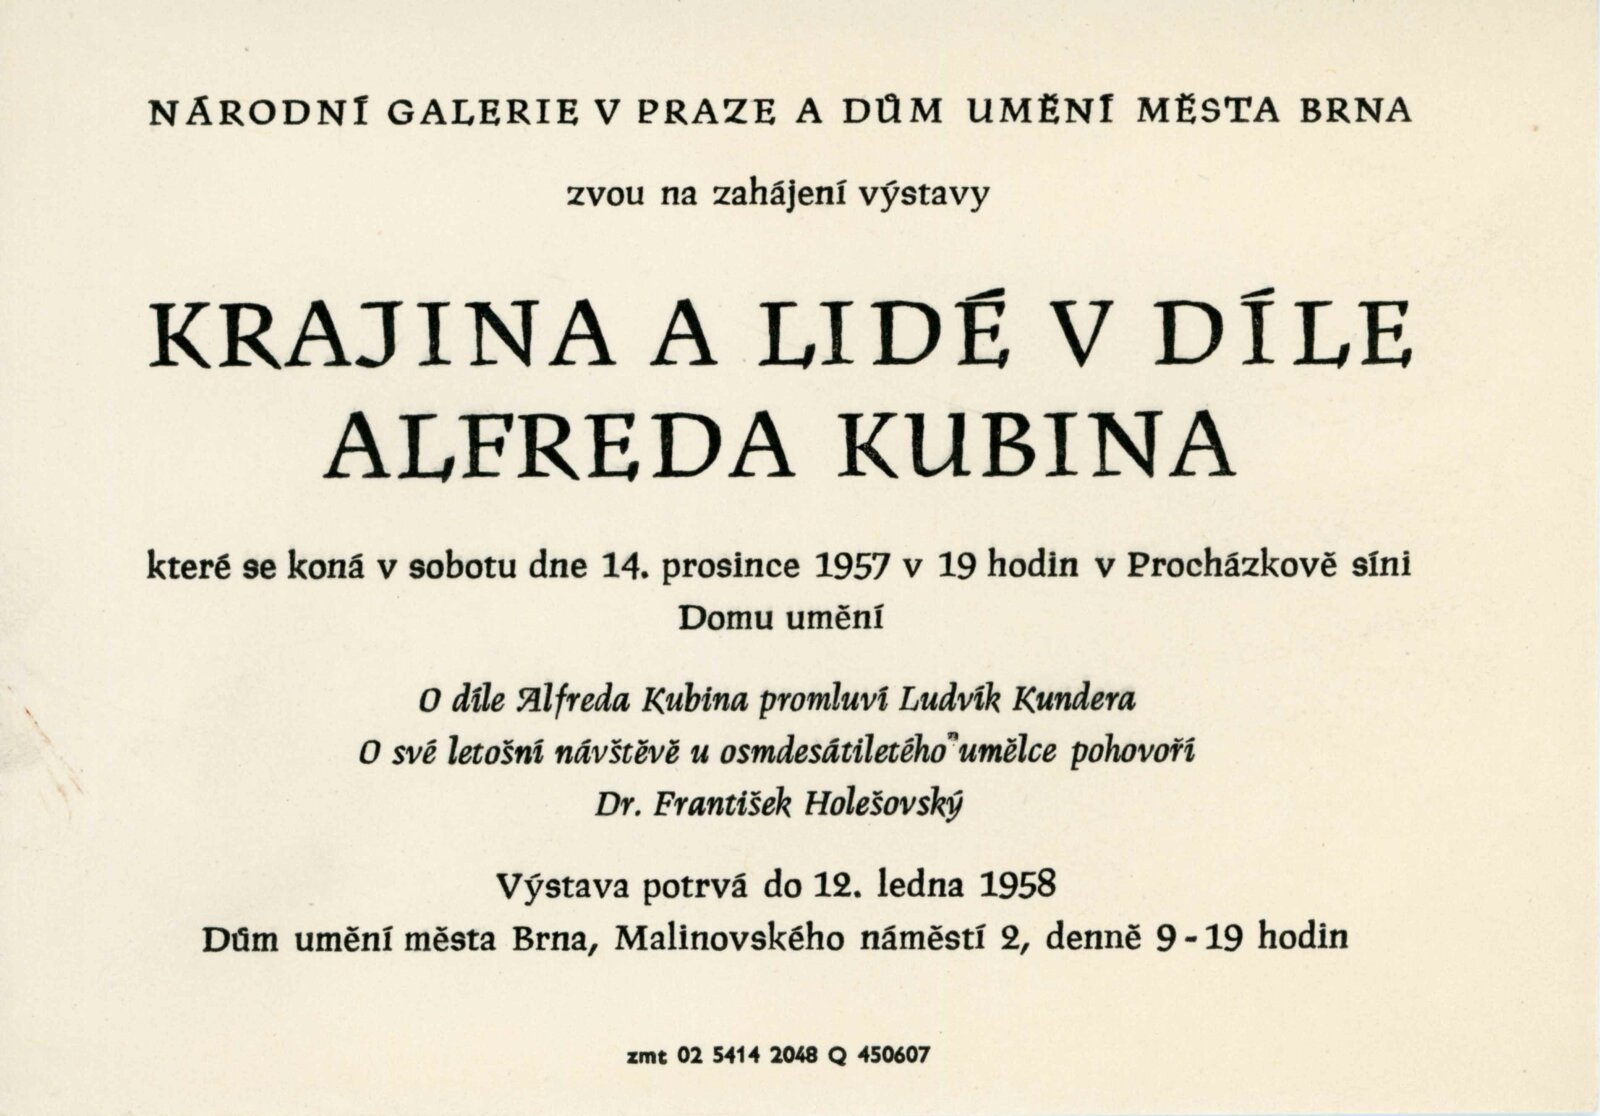 NÁRODNÍ GALERIE V PRAZE A DŮM UMĚNÍ MĚSTA BRNA
zvou na zahájení výstavy
KRAJINA A LIDÉ V DÍLE
ALFREDA KUBINA
které se koná v sobotu dne 14. prosince 1957 v 19 hodin v Procházkově síni
Domu umění
O díle Alfreda Kubina promluví Ludvík Kundera
O své letošní návštěvě u osmdesátiletého umělce pohovoří
Dr. František Holešovský
Výstava potrvá do 12. ledna 1958
Dům umění města Brna, Malinovského náměstí 2, denně 9 - 19 hodin
zmt 02 5414 2048 Q 450607